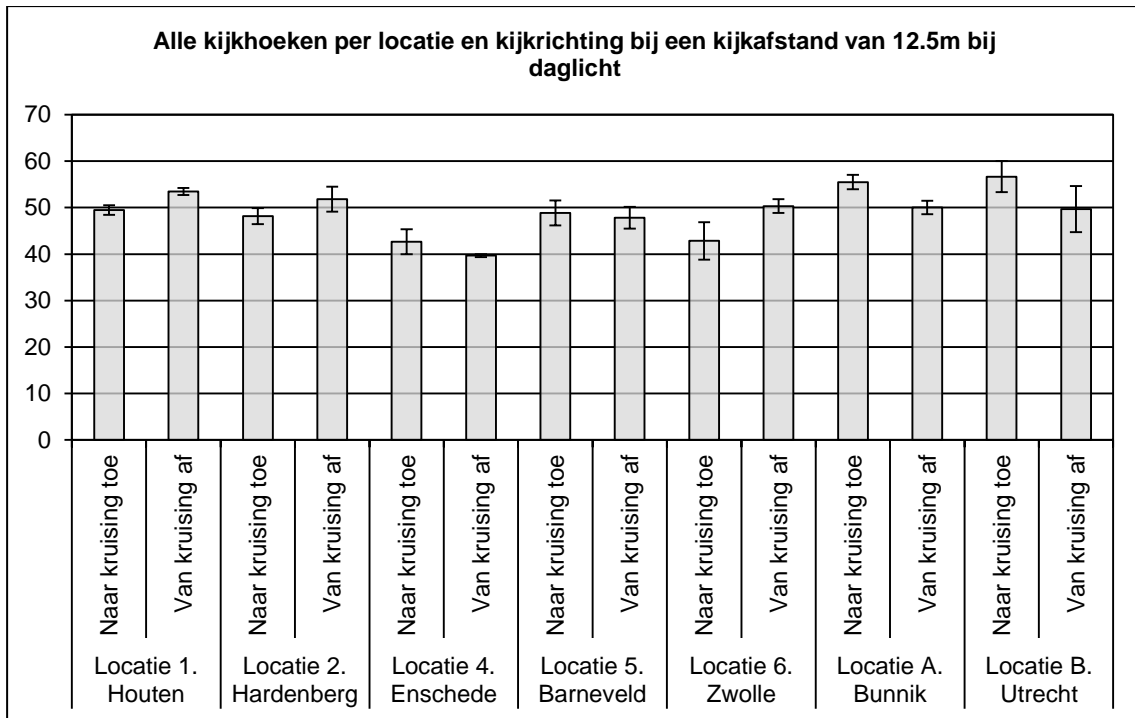 Alle kijkhoeken per locatie en kijkrichting bij een kijkafstand van 12.5m bij
daglicht
70
60
50
40
30
20
10
0
Naar kruising toe
Van kruising af
Naar kruising toe
Van kruising af
Naar kruising toe
Van kruising af
Naar kruising toe
Van kruising af
Naar kruising toe
Van kruising af
Naar kruising toe
Van kruising af
Naar kruising toe
Van kruising af
Locatie 1.
Houten
Locatie 2.
Hardenberg
Locatie 4.
Enschede
Locatie 5.
Barneveld
Locatie 6.
Zwolle
Locatie A.
Bunnik
Locatie B.
Utrecht